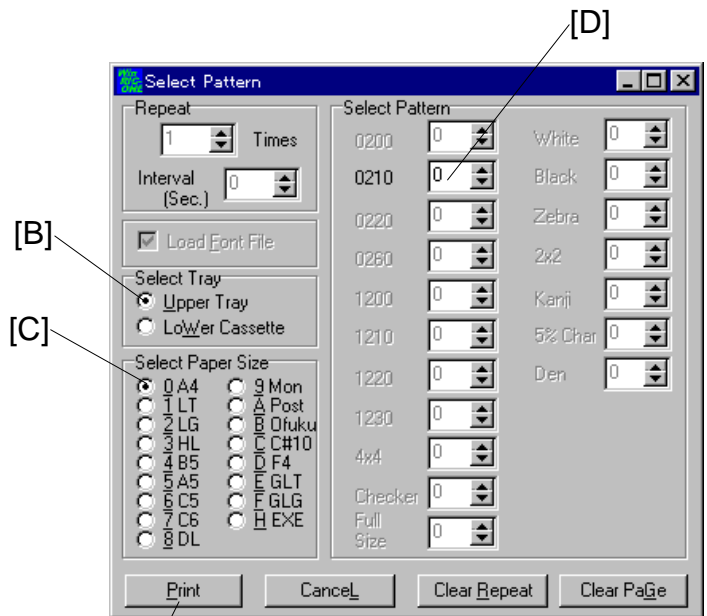 [D]
Win RIG-ONE
Select Pattern
Repeat
1 Times
Interval (Sec.) 0
[B]
Load Font File
Select Tray
Upper Tray
LoWer Cassette
[C]
Select Paper Size
0 A4
1 LT
2 LG
3 HL
4 B5
5 A5
6 C5
7 C6
8 DL
9 Mon
A Post
B Ofuku
C C#10
D F4
E GLT
F GLG
H EXE
Select Pattern
0200 0
0210 0
0220 0
0260 0
1200 0
1210 0
1220 0
1230 0
4x4 0
Checker 0
Full Size 0
White 0
Black 0
Zebra 0
2x2 0
Kanji 0
5% Char 0
Den 0
Print
CanceL
Clear Repeat
Clear PaGe